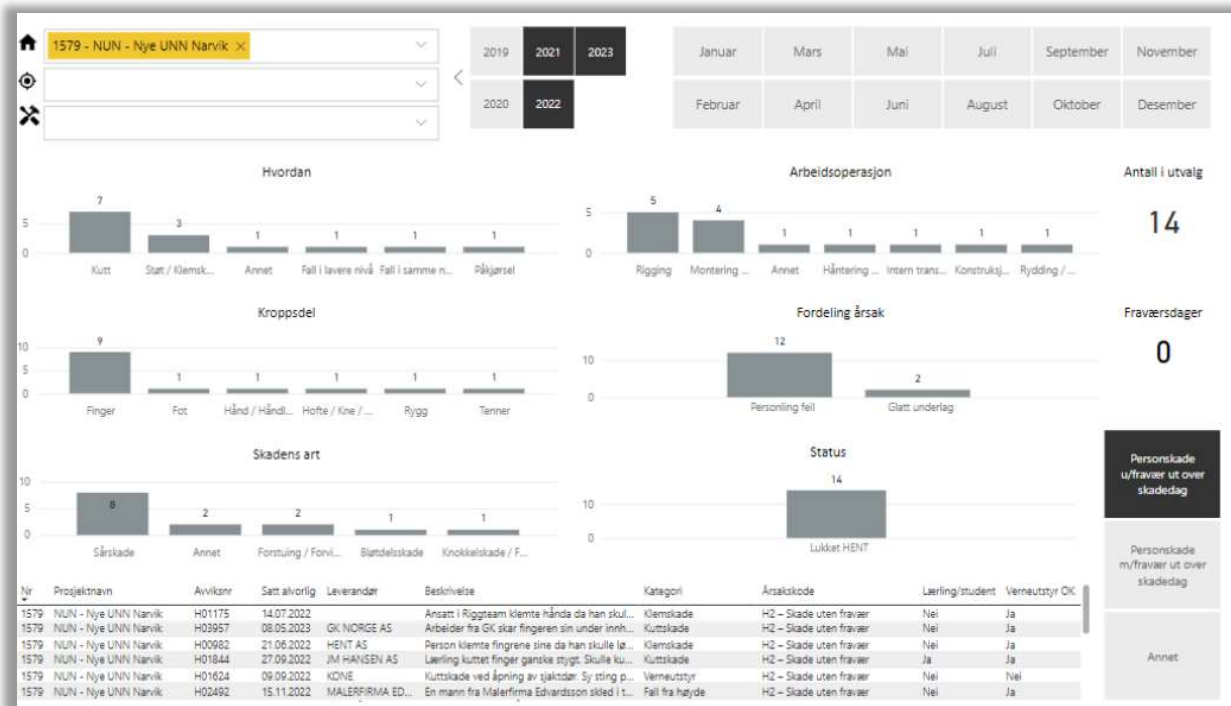 1579 - NUN - Nye UNN Narvik ×
2019 2021 2023
2020 2022
Januar Mars Mai Juli September November
Februar April Juni August Oktober Desember
Hvordan
7 3 1 1 1 1
5
0
Kutt Støt / Klemsk... Annet Fall i lavere nivå Fall i samme n... Påkjørsel
Arbeidsoperasjon
5 4 1 1 1 1 1
5
0
Rigging Montering ... Annet Håntering ... Intern trans... Konstruksj... Rydding / ...
Antall i utvalg
14
Kroppsdel
9 1 1 1 1 1
10
5
0
Finger Fot Hånd / Håndl... Hofte / Kne / ... Rygg Tenner
Fordeling årsak
12 2
10
0
Personling feil Glatt underlag
Fraværsdager
0
Skadens art
8 2 2 1 1
10
5
0
Sårskade Annet Forstuing / Forvi... Bløtdelsskade Knokkelskade / F...
Status
14
10
0
Lukket HENT
Personskade
u/fravær ut over
skadedag
Personskade
m/fravær ut over
skadedag
Annet
Nr Prosjektnavn Avviksnr Satt alvorlig Leverandør Beskrivelse Kategori Årsakskode Lærling/student Verneutstyr OK
1579 NUN - Nye UNN Narvik H01175 14.07.2022 Ansatt i Riggteam klemte hånda da han skul... Klemskade H2 – Skade uten fravær Nei Ja
1579 NUN - Nye UNN Narvik H03957 08.05.2023 GK NORGE AS Arbeider fra GK skar fingeren sin under innh... Kuttskade H2 – Skade uten fravær Nei Ja
1579 NUN - Nye UNN Narvik H00982 21.06.2022 HENT AS Person klemte fingrene sine da han skulle lø... Klemskade H2 – Skade uten fravær Nei Ja
1579 NUN - Nye UNN Narvik H01844 27.09.2022 JM HANSEN AS Lærling kuttet finger ganske stygt. Skulle ku... Kuttskade H2 – Skade uten fravær Ja Ja
1579 NUN - Nye UNN Narvik H01624 09.09.2022 KONE Kuttskade ved åpning av sjaktdør. Sy sting p... Verneutstyr H2 – Skade uten fravær Nei Nei
1579 NUN - Nye UNN Narvik H02492 15.11.2022 MALERFIRMA ED... En mann fra Malerfirma Edvardsson skled i t... Fall fra høyde H2 – Skade uten fravær Nei Ja